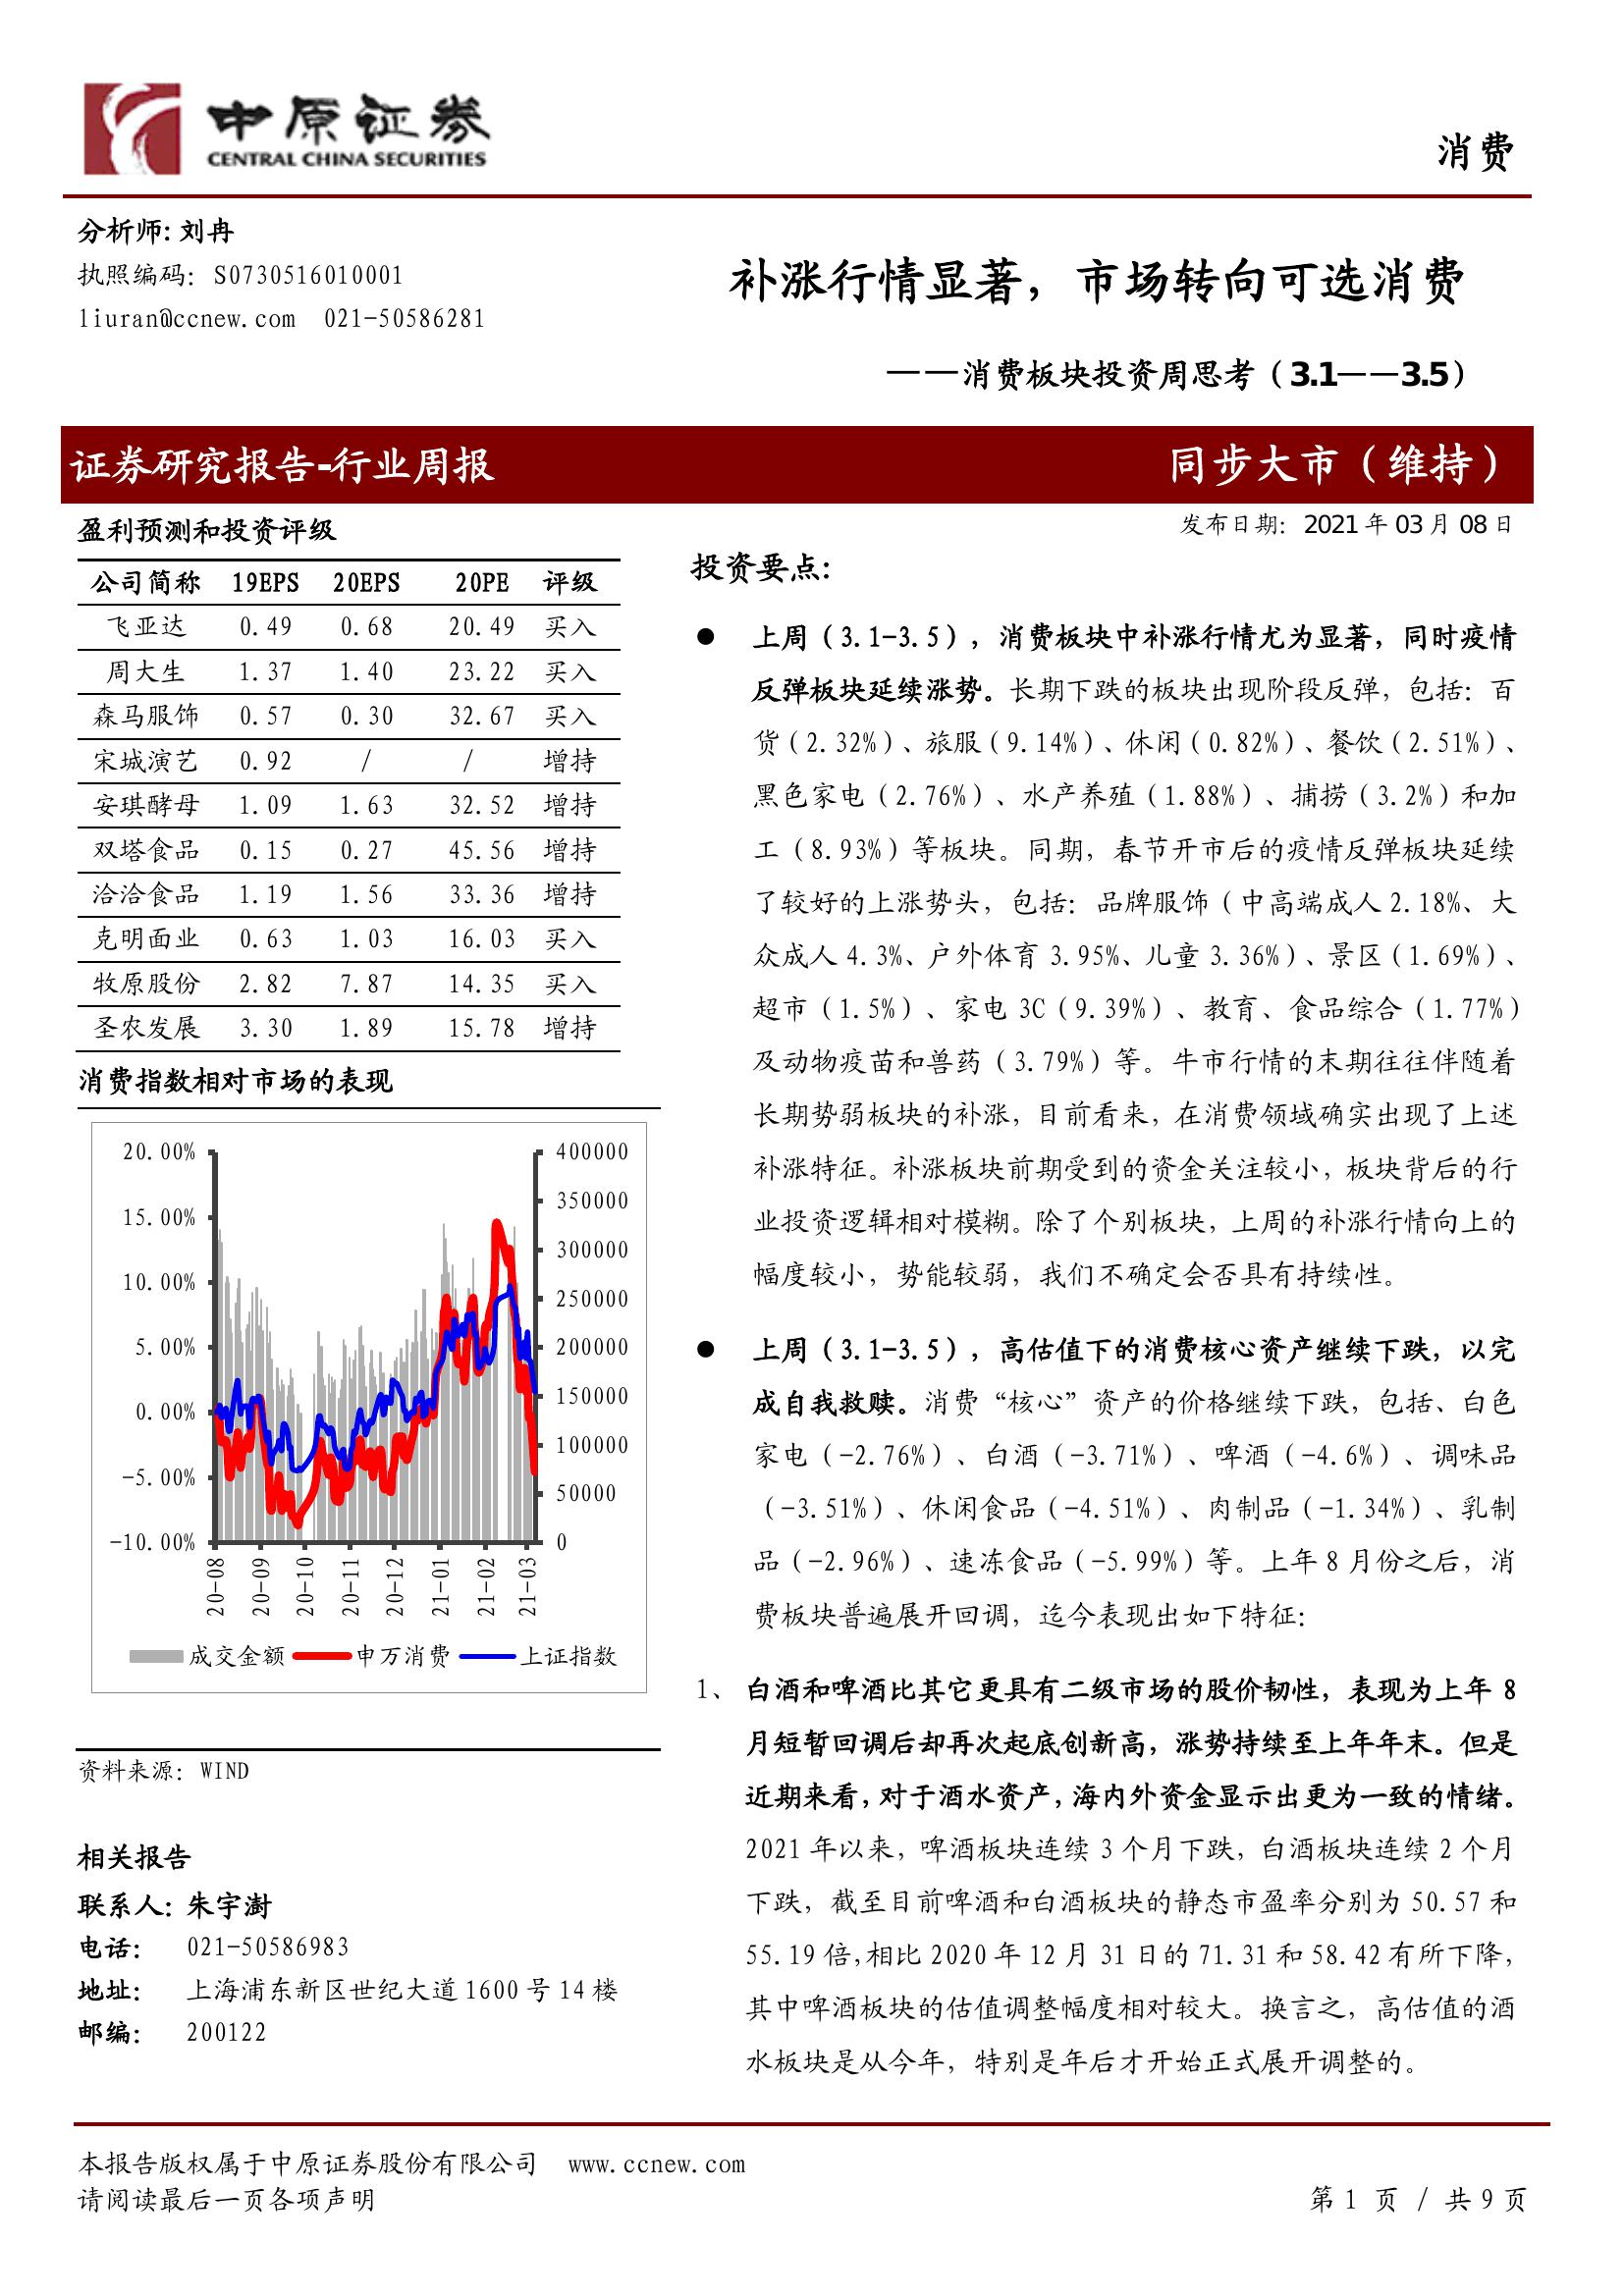 中原证券
CENTRAL CHINA SECURITIES
消费
分析师：刘冉
执照编码：S0730516010001
liuran@ccnew.com 021-50586281
补涨行情显著，市场转向可选消费
——消费板块投资周思考（3.1——3.5）
证券研究报告-行业周报
同步大市（维持）
盈利预测和投资评级
公司简称 19EPS 20EPS 20PE 评级
飞亚达 0.49 0.68 20.49 买入
周大生 1.37 1.40 23.22 买入
森马服饰 0.57 0.30 32.67 买入
宋城演艺 0.92 / / 增持
安琪酵母 1.09 1.63 32.52 增持
双塔食品 0.15 0.27 45.56 增持
洽洽食品 1.19 1.56 33.36 增持
克明面业 0.63 1.03 16.03 买入
牧原股份 2.82 7.87 14.35 买入
圣农发展 3.30 1.89 15.78 增持
消费指数相对市场的表现
20.00% 400000
350000
15.00%
300000
10.00%
250000
5.00% 200000
150000
0.00%
100000
-5.00%
50000
-10.00% 0
20-08 20-09 20-10 20-11 20-12 21-01 21-02 21-03
成交金额 申万消费 上证指数
资料来源：WIND
相关报告
联系人：朱宇澍
电话： 021-50586983
地址： 上海浦东新区世纪大道1600号14楼
邮编： 200122
发布日期：2021年03月08日
投资要点：
● 上周（3.1-3.5），消费板块中补涨行情尤为显著，同时疫情
反弹板块延续涨势。长期下跌的板块出现阶段反弹，包括：百
货（2.32%）、旅服（9.14%）、休闲（0.82%）、餐饮（2.51%）、
黑色家电（2.76%）、水产养殖（1.88%）、捕捞（3.2%）和加
工（8.93%）等板块。同期，春节开市后的疫情反弹板块延续
了较好的上涨势头，包括：品牌服饰（中高端成人2.18%、大
众成人4.3%、户外体育3.95%、儿童3.36%）、景区（1.69%）、
超市（1.5%）、家电3C（9.39%）、教育、食品综合（1.77%）
及动物疫苗和兽药（3.79%）等。牛市行情的末期往往伴随着
长期势弱板块的补涨，目前看来，在消费领域确实出现了上述
补涨特征。补涨板块前期受到的资金关注较小，板块背后的行
业投资逻辑相对模糊。除了个别板块，上周的补涨行情向上的
幅度较小，势能较弱，我们不确定会否具有持续性。
● 上周（3.1-3.5），高估值下的消费核心资产继续下跌，以完
成自我救赎。消费“核心”资产的价格继续下跌，包括、白色
家电（-2.76%）、白酒（-3.71%）、啤酒（-4.6%）、调味品
（-3.51%）、休闲食品（-4.51%）、肉制品（-1.34%）、乳制
品（-2.96%）、速冻食品（-5.99%）等。上年8月份之后，消
费板块普遍展开回调，迄今表现出如下特征：
1、 白酒和啤酒比其它更具有二级市场的股价韧性，表现为上年8
月短暂回调后却再次起底创新高，涨势持续至上年年末。但是
近期来看，对于酒水资产，海内外资金显示出更为一致的情绪。
2021年以来，啤酒板块连续3个月下跌，白酒板块连续2个月
下跌，截至目前啤酒和白酒板块的静态市盈率分别为50.57和
55.19倍，相比2020年12月31日的71.31和58.42有所下降，
其中啤酒板块的估值调整幅度相对较大。换言之，高估值的酒
水板块是从今年，特别是年后才开始正式展开调整的。
本报告版权属于中原证券股份有限公司 www.ccnew.com
请阅读最后一页各项声明
第1页 / 共9页